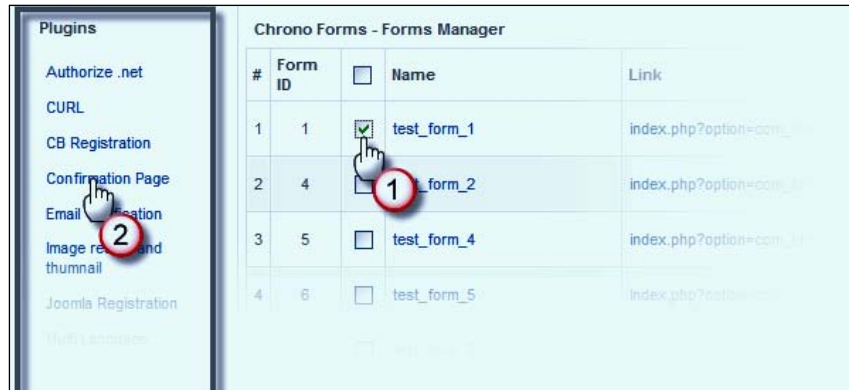 Plugins
Authorize .net
CURL
CB Registration
Confirmation Page
Email
Image and
thumnail
Joomla Registration
2
Chrono Forms - Forms Manager
# Form ID Name Link
1 1 test_form_1 index.php?option=com_
2 4 form_2 index.php?option=com_
3 5 test_form_4 index.php?option=com_
4 6 test_form_5 index.php?option=com
1